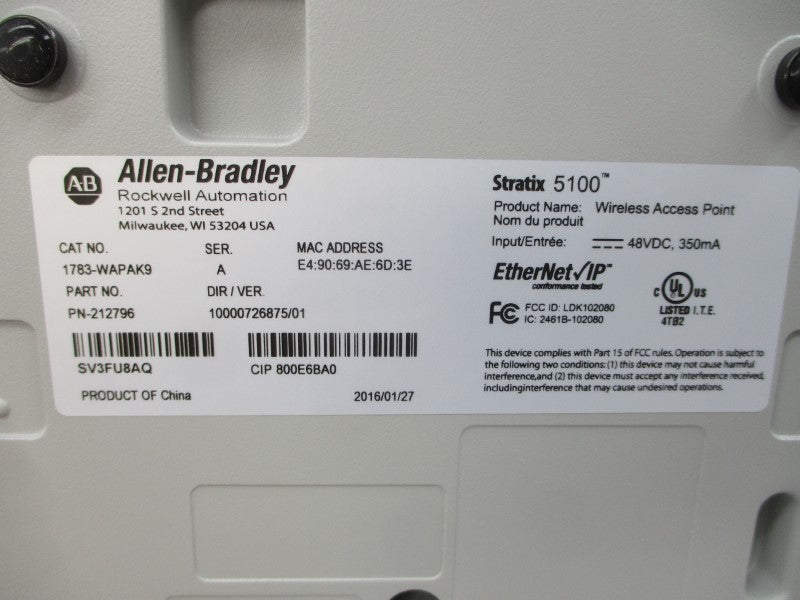 AB Allen-Bradley
Rockwell Automation
1201 S 2nd Street
Milwaukee, WI 53204 USA
CAT NO. SER. MAC ADDRESS
1783-WAPAK9 A E4:90:69:AE:6D:3E
PART NO. DIR / VER.
PN-212796 10000726875/01
SV3FU8AQ CIP 800E6BA0
PRODUCT OF China 2016/01/27
Stratix 5100™
Product Name: Wireless Access Point
Nom du produit
Input/Entrée: 48VDC, 350mA
EtherNet/IP™
conformance tested
FC FCC ID: LDK102080
IC: 2461B-102080
c UL us
LISTED I.T.E.
4TB2
This device complies with Part 15 of FCC rules. Operation is subject to
the following two conditions: (1) this device may not cause harmful
interference,and (2) this device must accept any interference received,
includinginterference that may cause undesired operations.